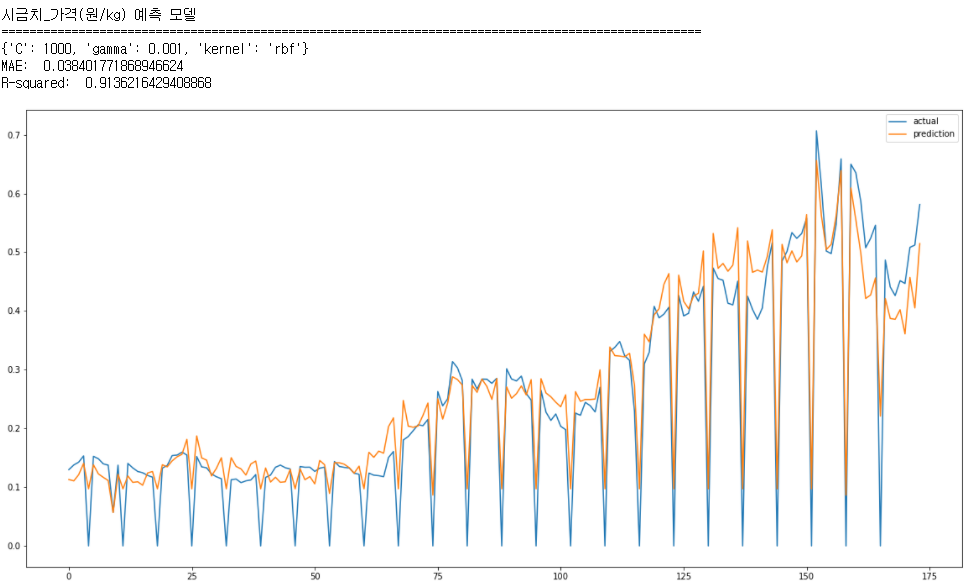 시금치_가격(원/kg) 예측 모델
====================================================================================================
{'C': 1000, 'gamma': 0.001, 'kernel': 'rbf'}
MAE: 0.038401771868946624
R-squared: 0.9136216429408868
actual
prediction
0.7
0.6
0.5
0.4
0.3
0.2
0.1
0.0
0 25 50 75 100 125 150 175